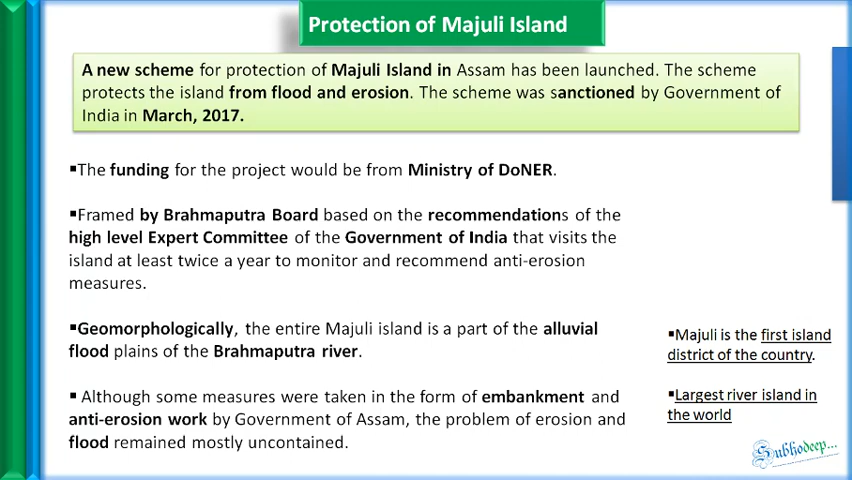 Protection of Majuli Island
A new scheme for protection of Majuli Island in Assam has been launched. The scheme
protects the island from flood and erosion. The scheme was sanctioned by Government of
India in March, 2017.
▪The funding for the project would be from Ministry of DoNER.
▪Framed by Brahmaputra Board based on the recommendations of the
high level Expert Committee of the Government of India that visits the
island at least twice a year to monitor and recommend anti-erosion
measures.
▪Geomorphologically, the entire Majuli island is a part of the alluvial
flood plains of the Brahmaputra river.
▪ Although some measures were taken in the form of embankment and
anti-erosion work by Government of Assam, the problem of erosion and
flood remained mostly uncontained.
▪Majuli is the first island
district of the country.
▪Largest river island in
the world
Subhodeep...